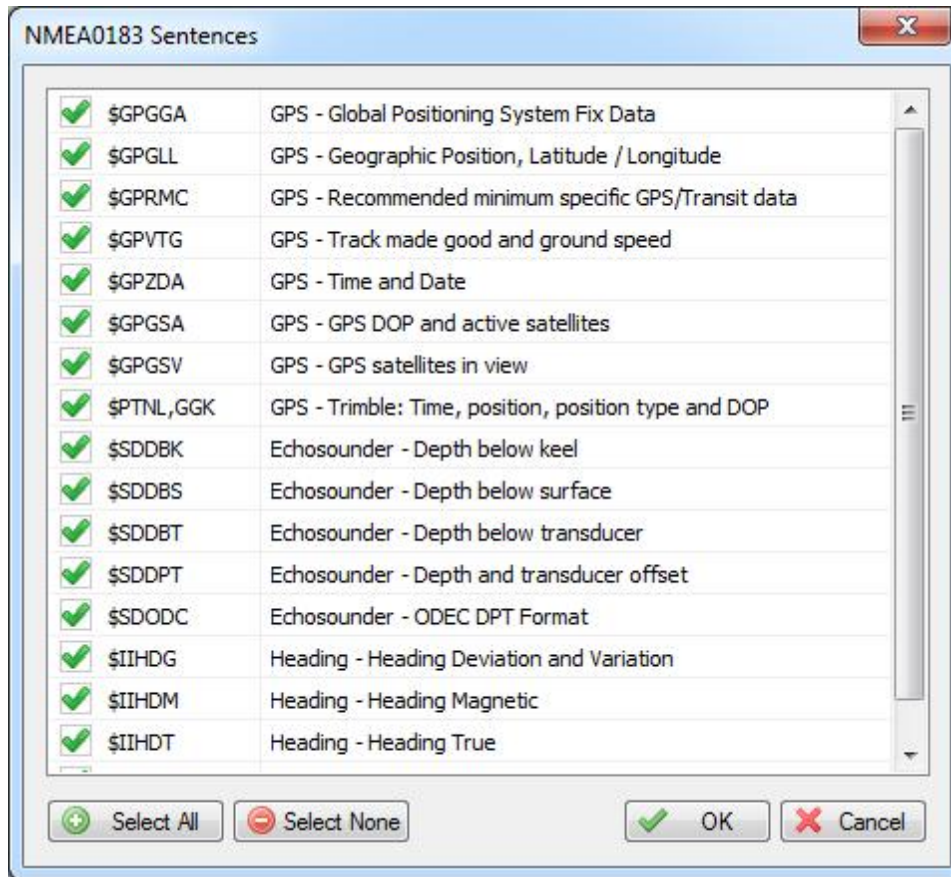 NMEA0183 Sentences
$GPGGA GPS - Global Positioning System Fix Data
$GPGLL GPS - Geographic Position, Latitude / Longitude
$GPRMC GPS - Recommended minimum specific GPS/Transit data
$GPVTG GPS - Track made good and ground speed
$GPZDA GPS - Time and Date
$GPGSA GPS - GPS DOP and active satellites
$GPGSV GPS - GPS satellites in view
$PTNL,GGK GPS - Trimble: Time, position, position type and DOP
$SDDBK Echosounder - Depth below keel
$SDDBS Echosounder - Depth below surface
$SDDBT Echosounder - Depth below transducer
$SDDPT Echosounder - Depth and transducer offset
$SDODC Echosounder - ODEC DPT Format
$IIHDG Heading - Heading Deviation and Variation
$IIHDM Heading - Heading Magnetic
$IIHDT Heading - Heading True
Select All Select None OK Cancel